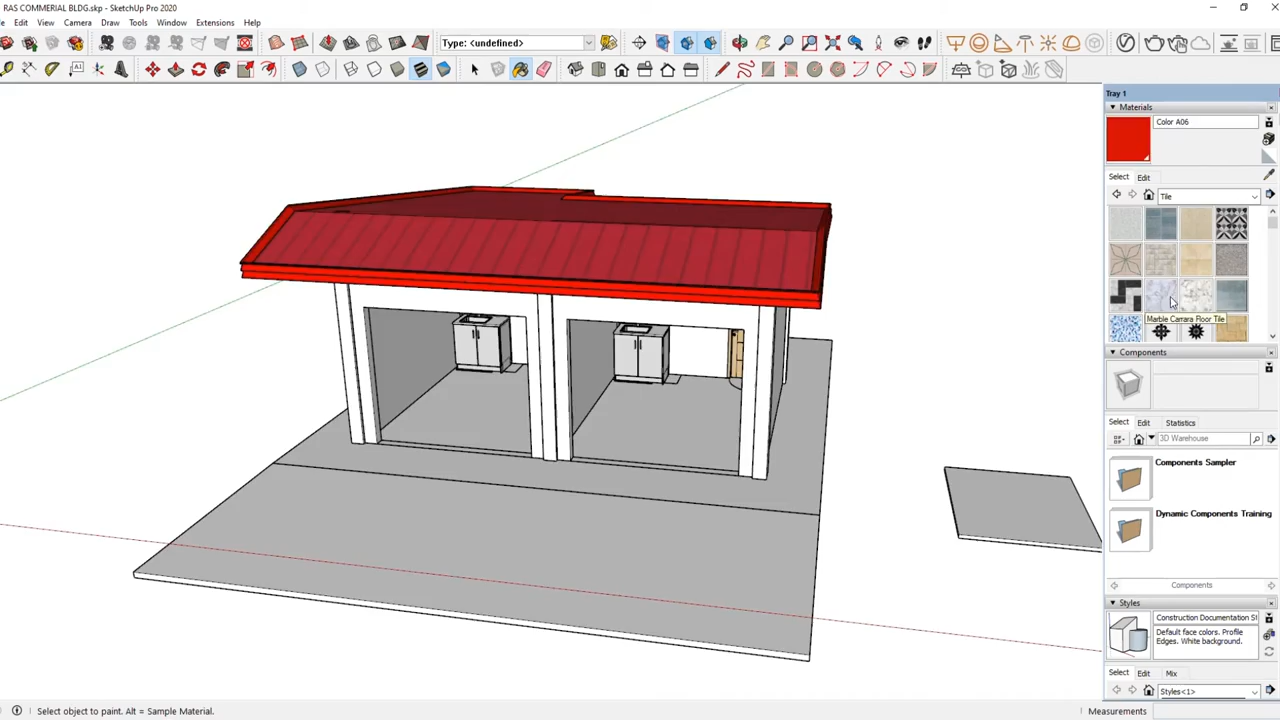 RAS COMMERIAL BLDG.skp - SketchUp Pro 2020
Edit View Camera Draw Tools Window Extensions Help
Type: <undefined>
A1
Tray 1
Materials
Color A06
Select Edit
Tile
Marble Carrara Floor Tile
Components
Select Edit Statistics
3D Warehouse
Components Sampler
Dynamic Components Training
Components
Styles
Construction Documentation St
Default face colors. Profile
Edges. White background.
Select Edit Mix
Styles<1>
Select object to paint. Alt = Sample Material.
Measurements